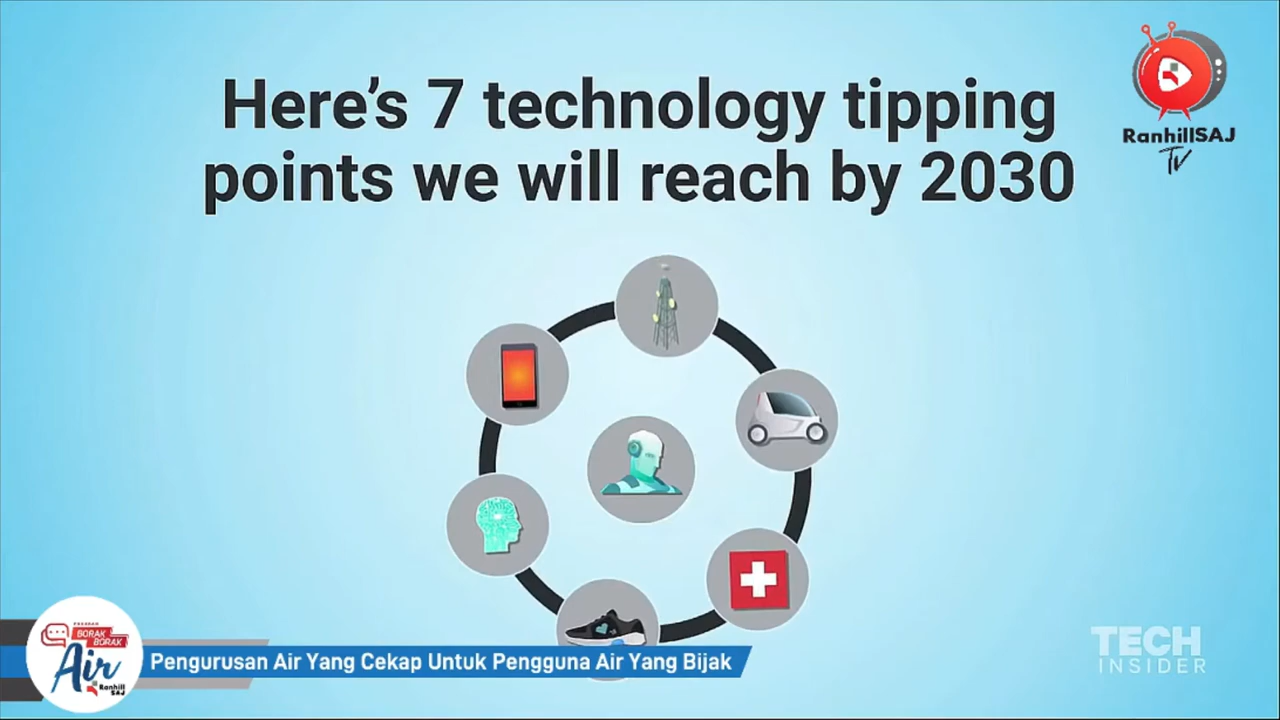 Here's 7 technology tipping
points we will reach by 2030
RanhillSAJ
TV
PROGRAM
BORAK
BORAK
Air
Ranhill
SAJ
Pengurusan Air Yang Cekap Untuk Pengguna Air Yang Bijak
TECH
INSIDER